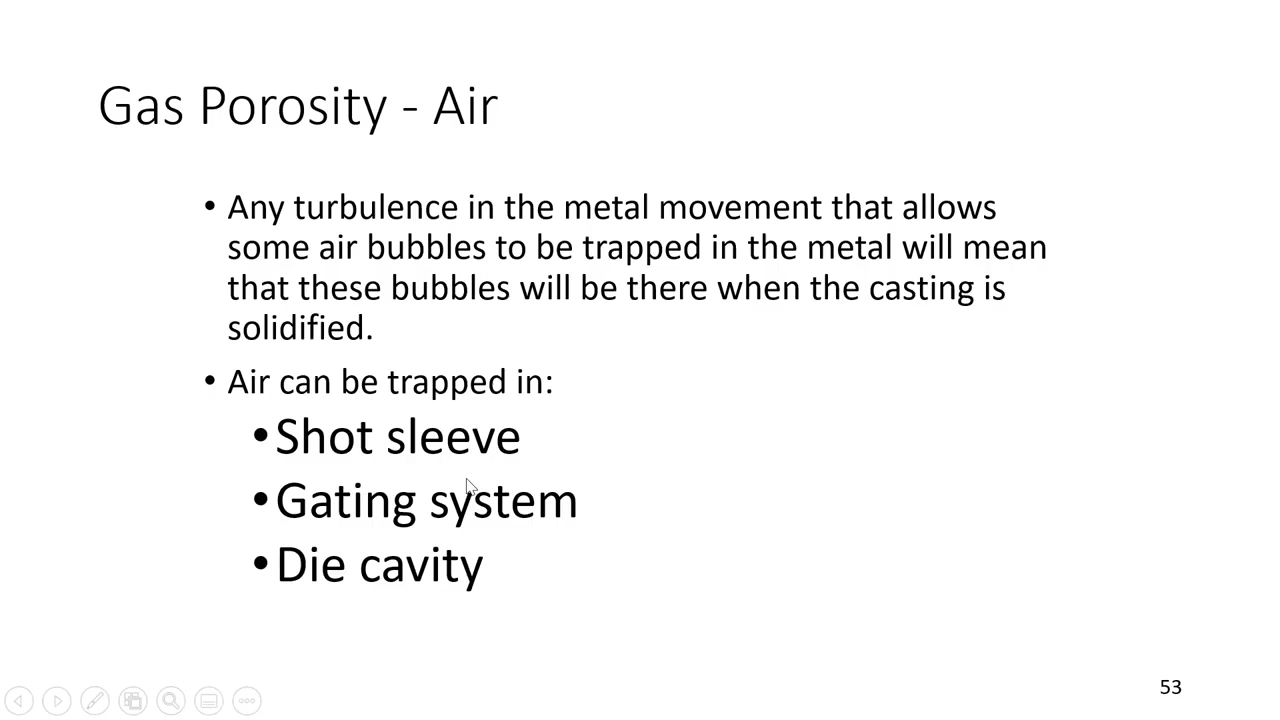 Gas Porosity - Air
• Any turbulence in the metal movement that allows
some air bubbles to be trapped in the metal will mean
that these bubbles will be there when the casting is
solidified.
• Air can be trapped in:
• Shot sleeve
• Gating system
• Die cavity
53